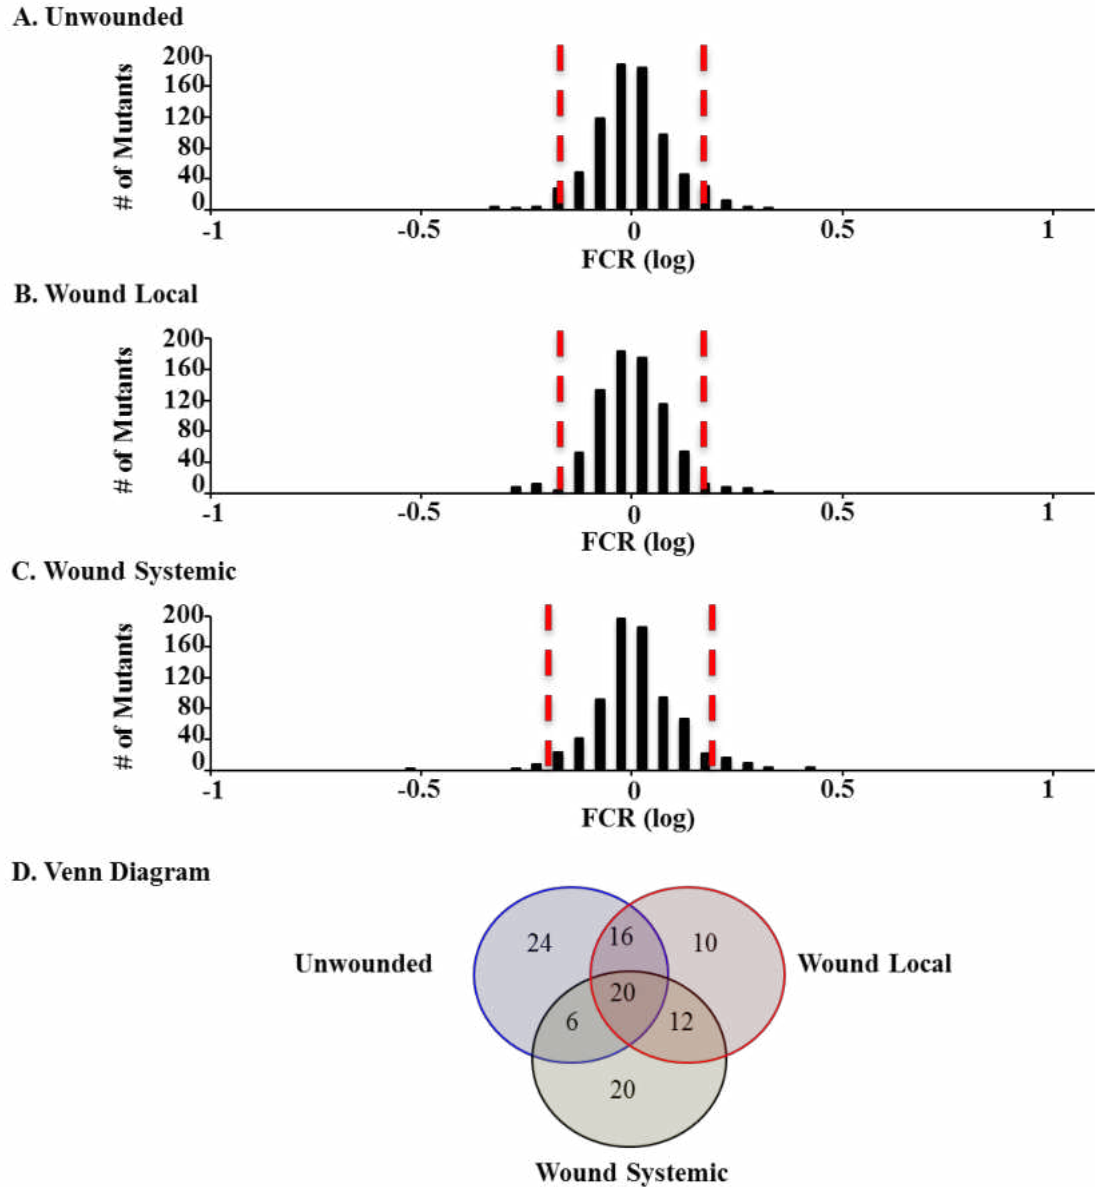 A. Unwounded
# of Mutants
200
160
120
80
40
0
-1 -0.5 0 0.5 1
FCR (log)
B. Wound Local
# of Mutants
200
160
120
80
40
0
-1 -0.5 0 0.5 1
FCR (log)
C. Wound Systemic
# of Mutants
200
160
120
80
40
0
-1 -0.5 0 0.5 1
FCR (log)
D. Venn Diagram
24 16 10
Unwounded
Wound Local
20
6 12
20
Wound Systemic